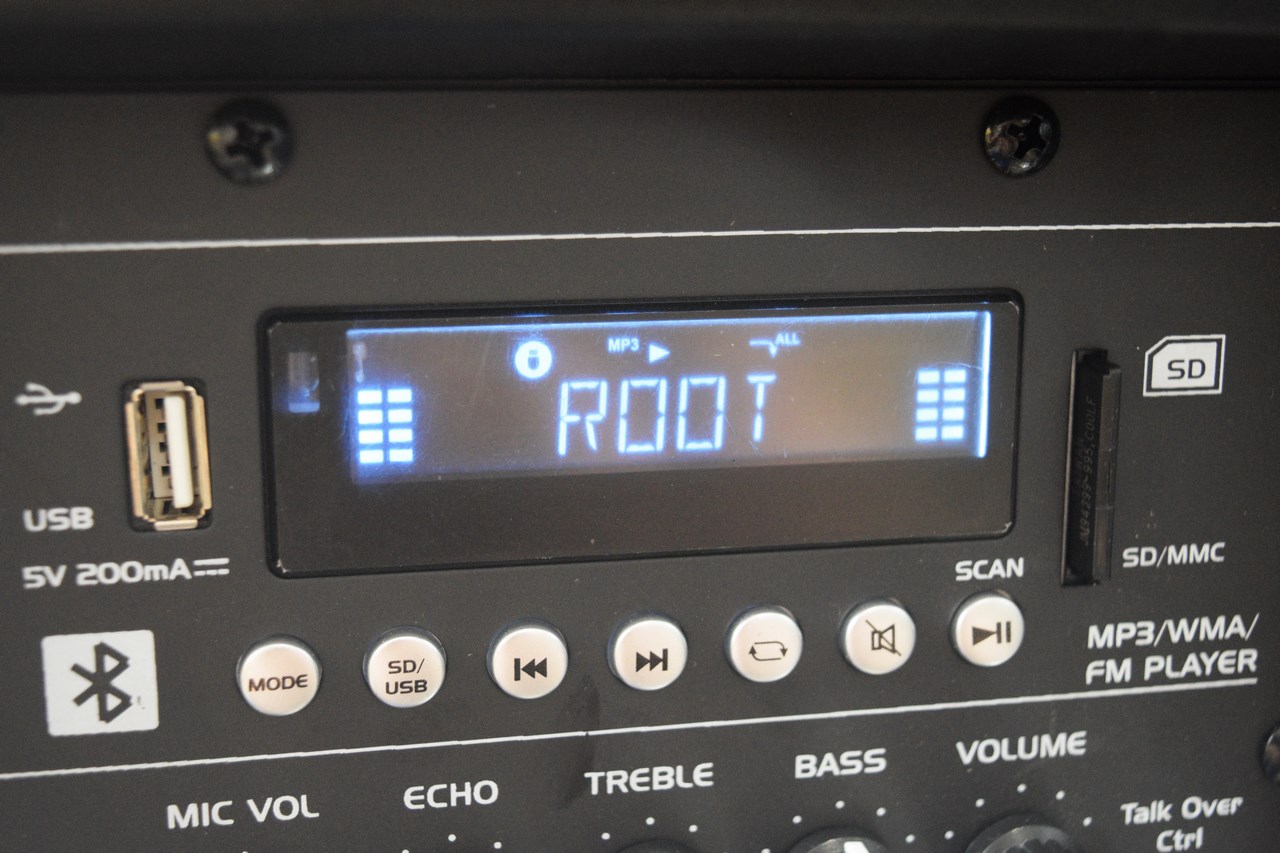 MP3
ALL
ROOT
SD
USB
5V 200mA
SD/MMC
SCAN
MODE
SD/
USB
MP3/WMA/
FM PLAYER
MIC VOL
ECHO
TREBLE
BASS
VOLUME
Talk Over
Ctrl